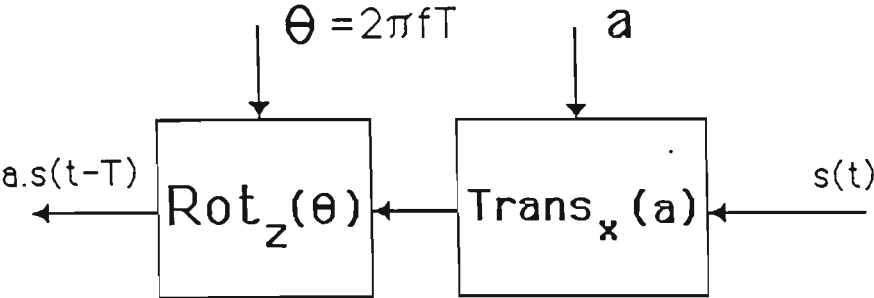 θ = 2πfT
a
a.s(t-T)
Rot_z(θ)
Trans_x(a)
s(t)